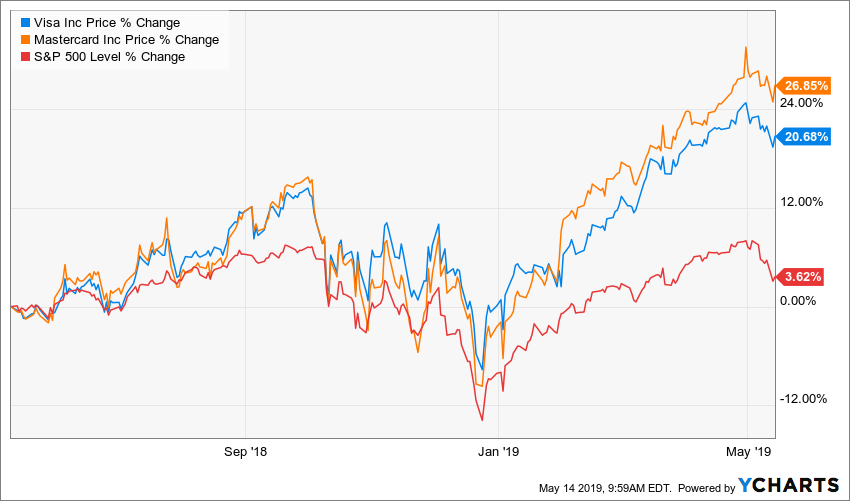 Visa Inc Price % Change
Mastercard Inc Price % Change
S&P 500 Level % Change
26.85%
24.00%
20.68%
12.00%
3.62%
0.00%
-12.00%
Sep '18
Jan '19
May '19
May 14 2019, 9:59AM EDT. Powered by YCHARTS